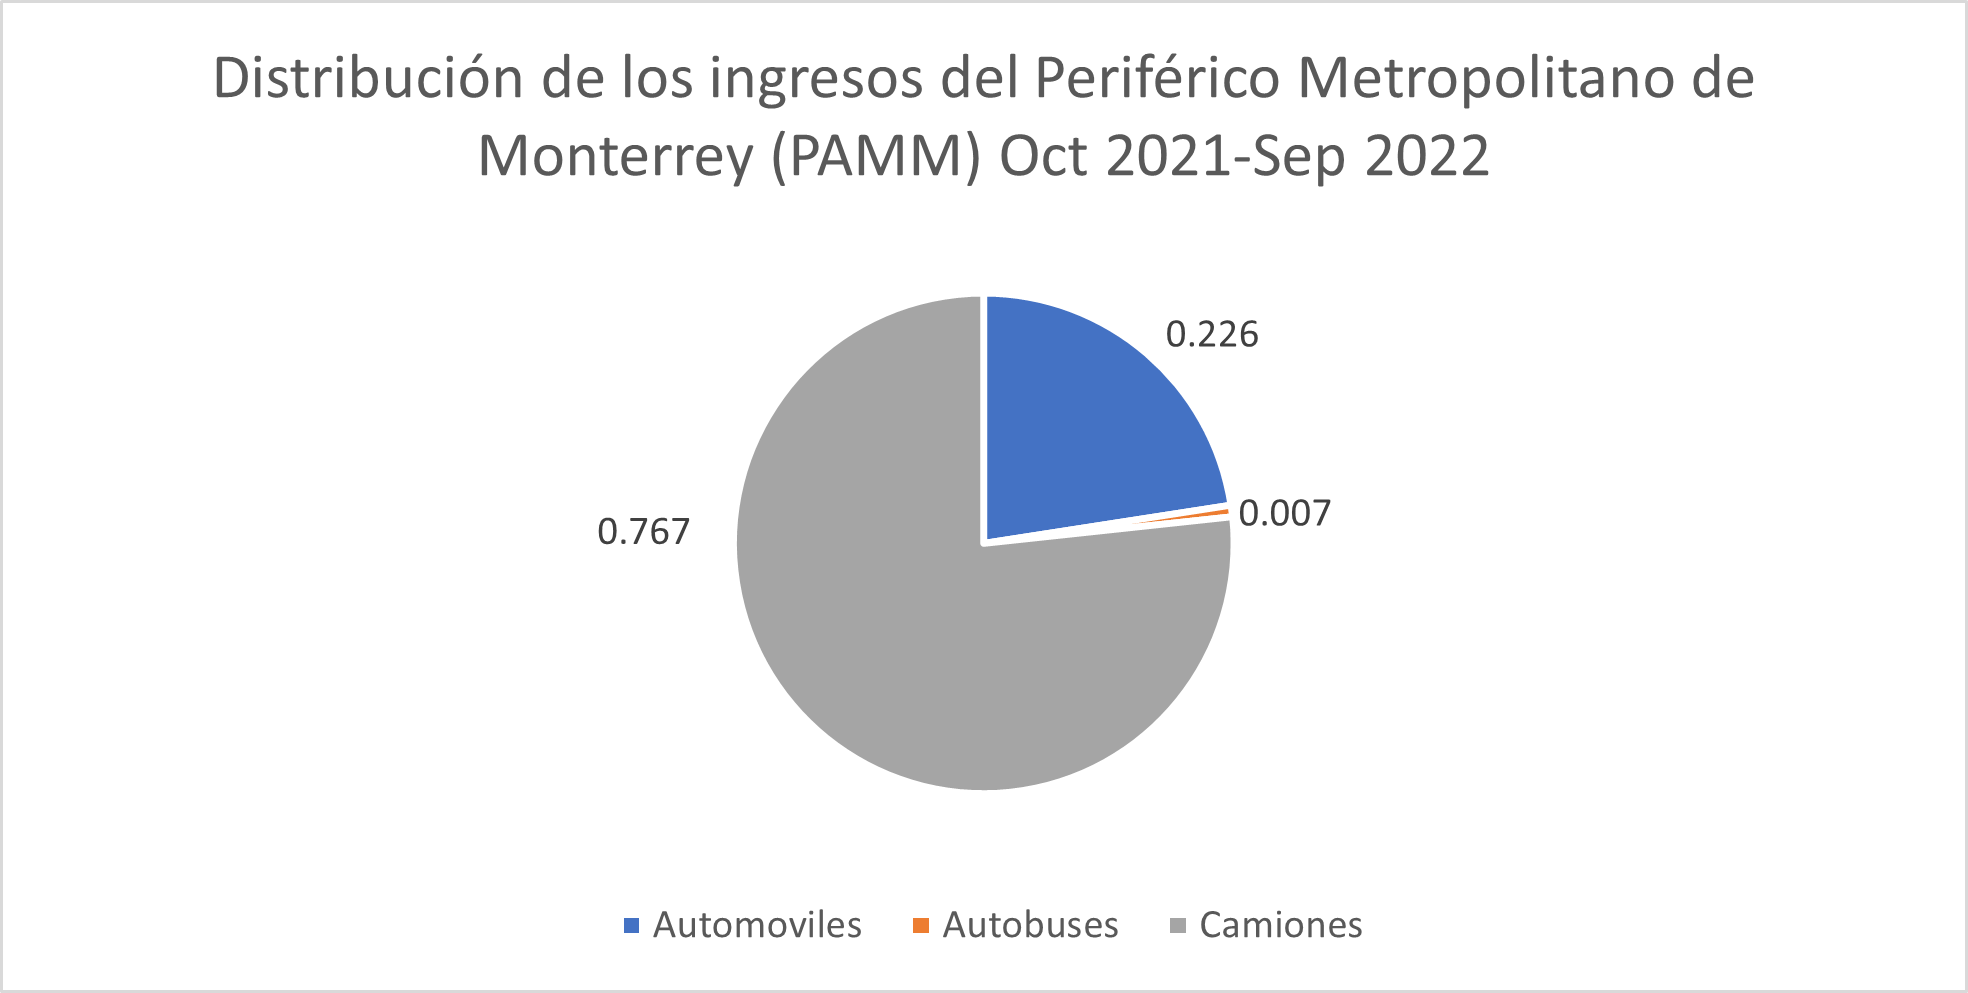 Distribución de los ingresos del Periférico Metropolitano de
Monterrey (PAMM) Oct 2021-Sep 2022
0.226
0.007
0.767
Automoviles
Autobuses
Camiones